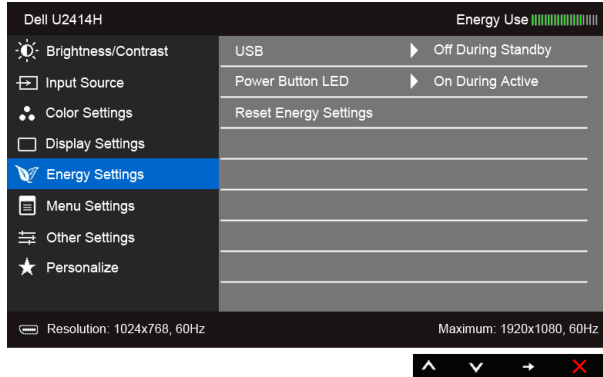 Dell U2414H
Energy Use
Brightness/Contrast
USB
Off During Standby
Input Source
Power Button LED
On During Active
Color Settings
Reset Energy Settings
Display Settings
Energy Settings
Menu Settings
Other Settings
Personalize
Resolution: 1024x768, 60Hz
Maximum: 1920x1080, 60Hz